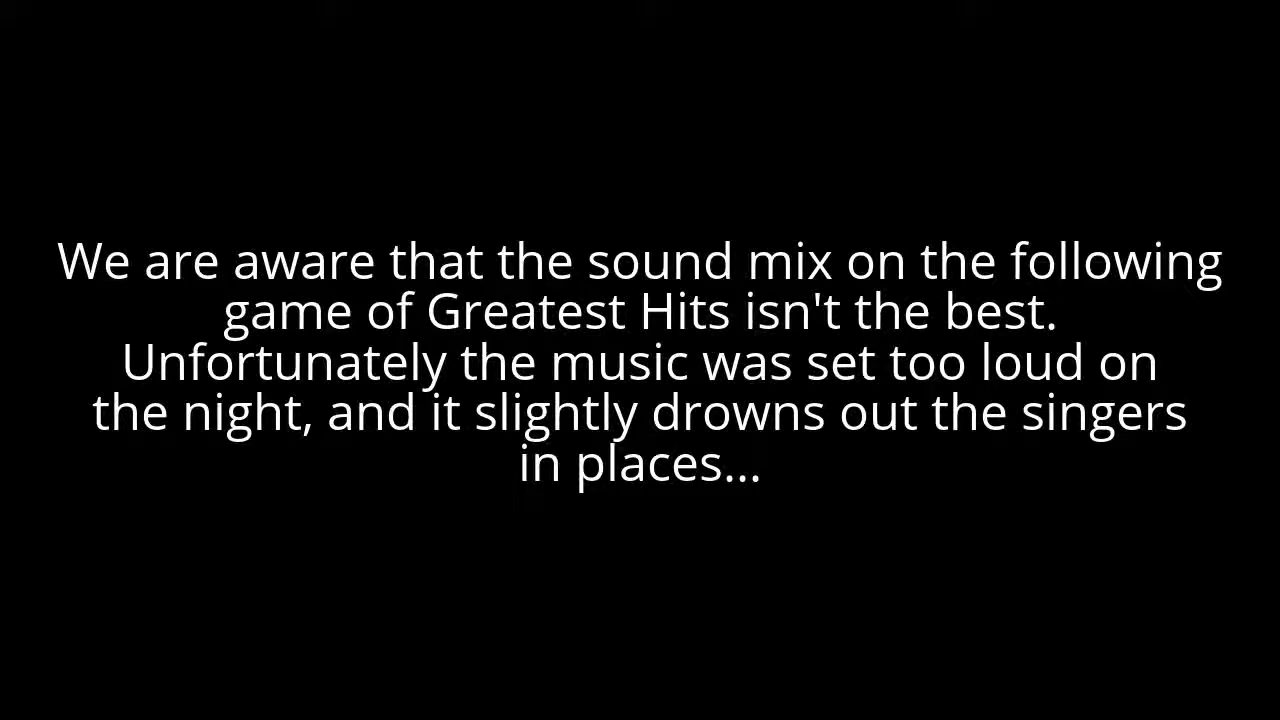 We are aware that the sound mix on the following
game of Greatest Hits isn't the best.
Unfortunately the music was set too loud on
the night, and it slightly drowns out the singers
in places...